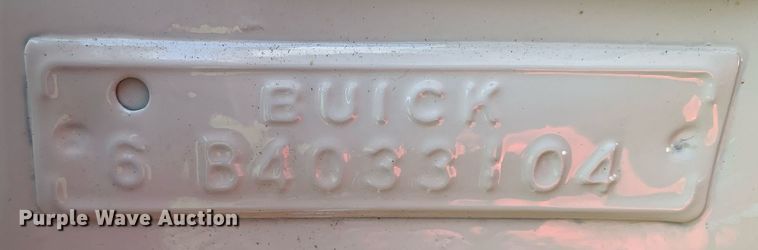 BUICK
6 B4033104
Purple Wave Auction